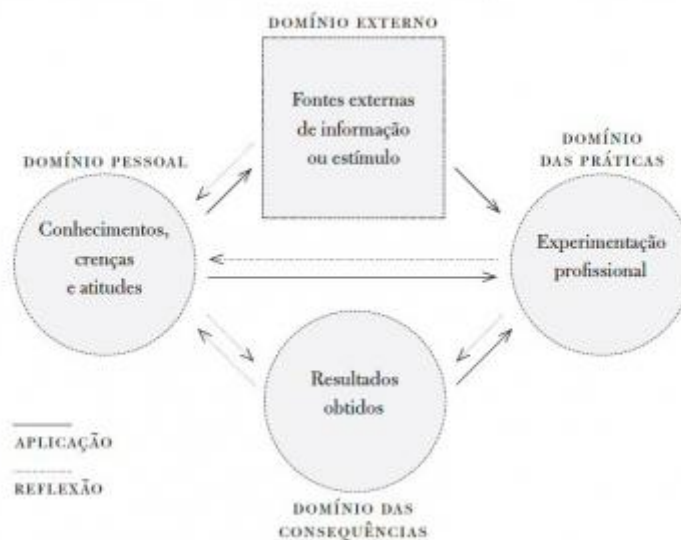 DOMÍNIO EXTERNO
Fontes externas
de informação
ou estímulo
DOMÍNIO PESSOAL
Conhecimentos,
crenças
e atitudes
DOMÍNIO
DAS PRÁTICAS
Experimentação
profissional
Resultados
obtidos
APLICAÇÃO
REFLEXÃO
DOMÍNIO DAS
CONSEQUÊNCIAS